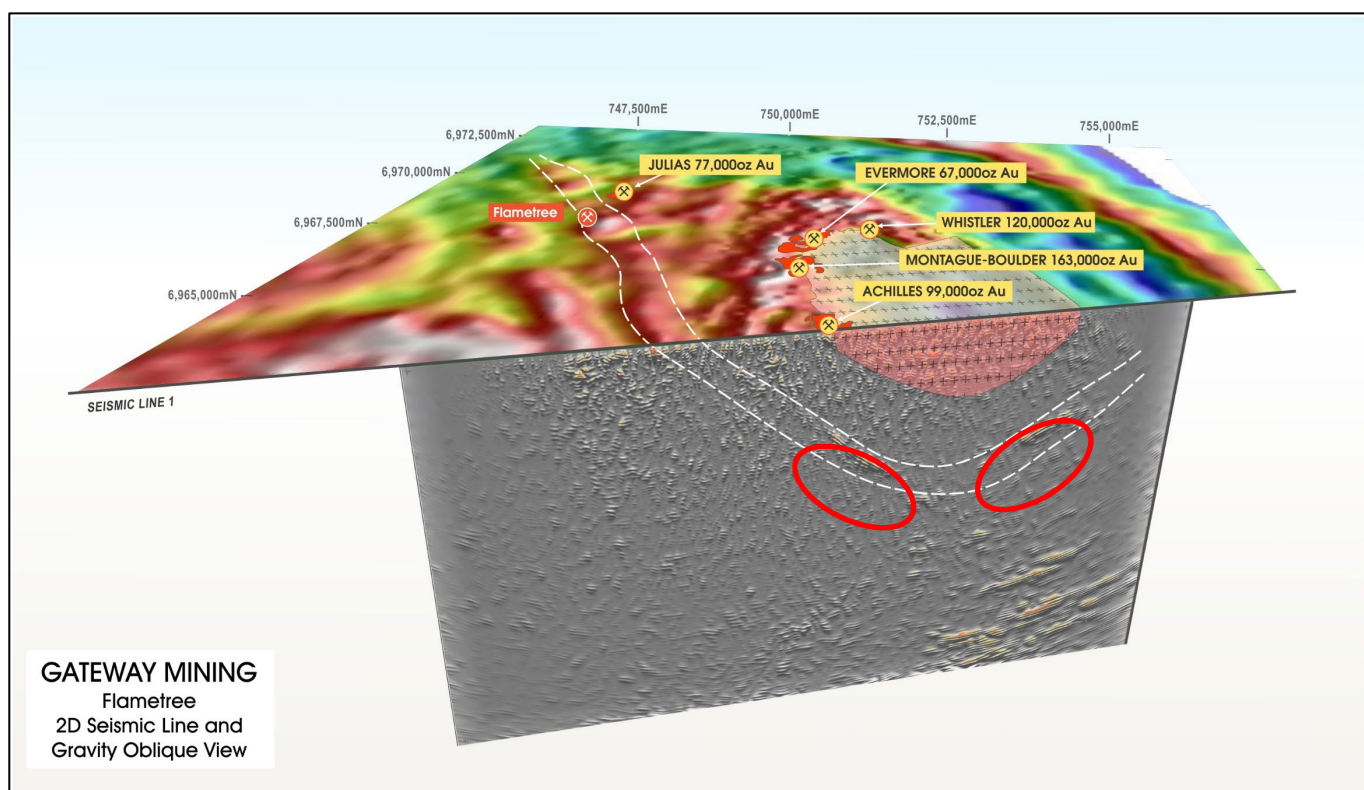 747,500mE
750,000mE
752,500mE
755,000mE
6,972,500mN
6,970,000mN
6,967,500mN
6,965,000mN
JULIAS 77,000oz Au
EVERMORE 67,000oz Au
Flametree
WHISTLER 120,000oz Au
MONTAGUE-BOULDER 163,000oz Au
ACHILLES 99,000oz Au
SEISMIC LINE 1
GATEWAY MINING
Flametree
2D Seismic Line and
Gravity Oblique View